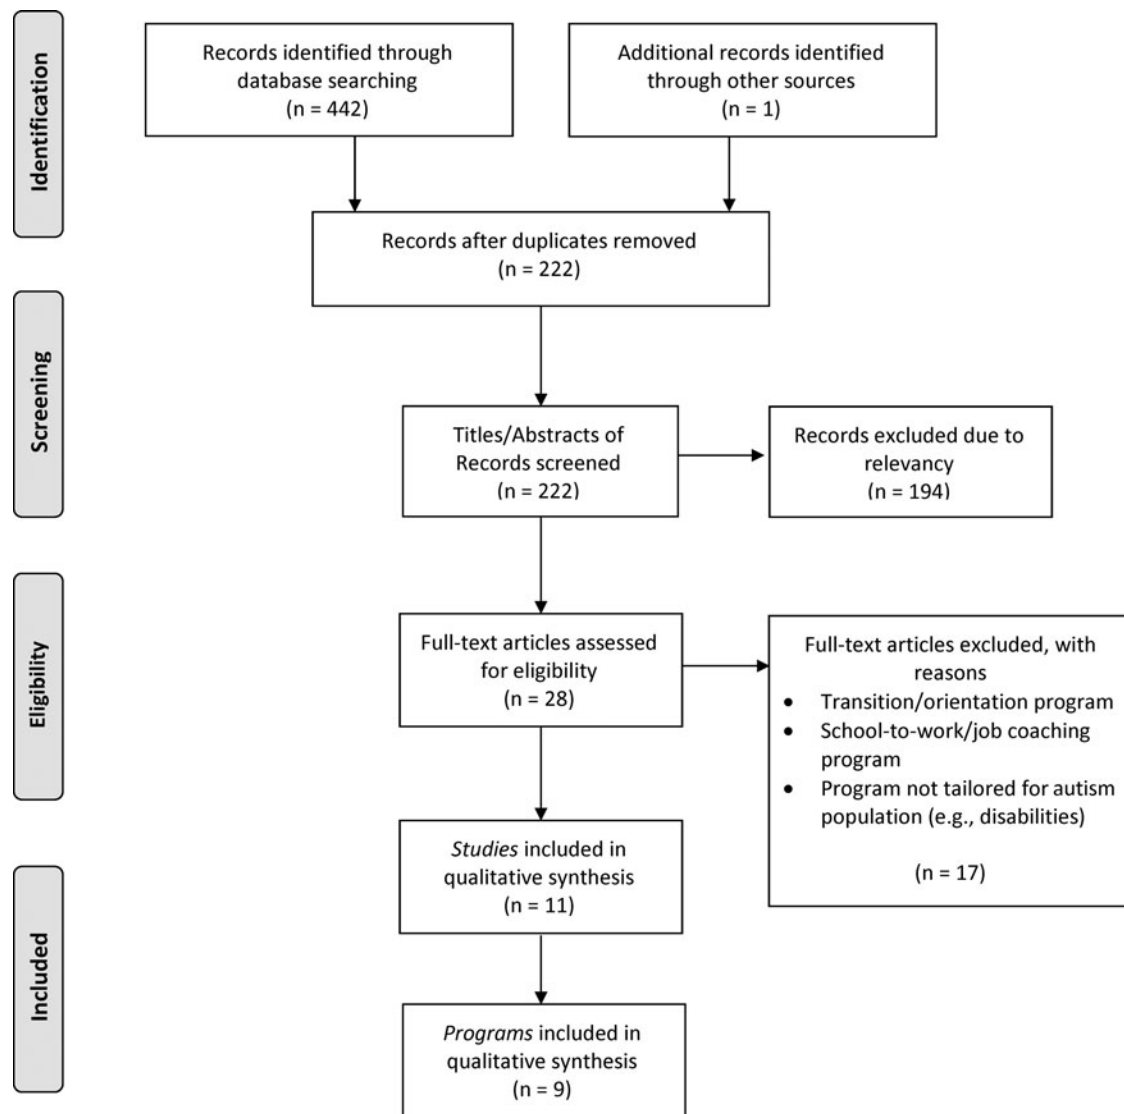 Identification
Records identified through
database searching
(n = 442)
Additional records identified
through other sources
(n = 1)
Records after duplicates removed
(n = 222)
Screening
Titles/Abstracts of
Records screened
(n = 222)
Records excluded due to
relevancy
(n = 194)
Eligibility
Full-text articles assessed
for eligibility
(n = 28)
Full-text articles excluded, with
reasons
• Transition/orientation program
• School-to-work/job coaching
program
• Program not tailored for autism
population (e.g., disabilities)
(n = 17)
Included
Studies included in
qualitative synthesis
(n = 11)
Programs included in
qualitative synthesis
(n = 9)